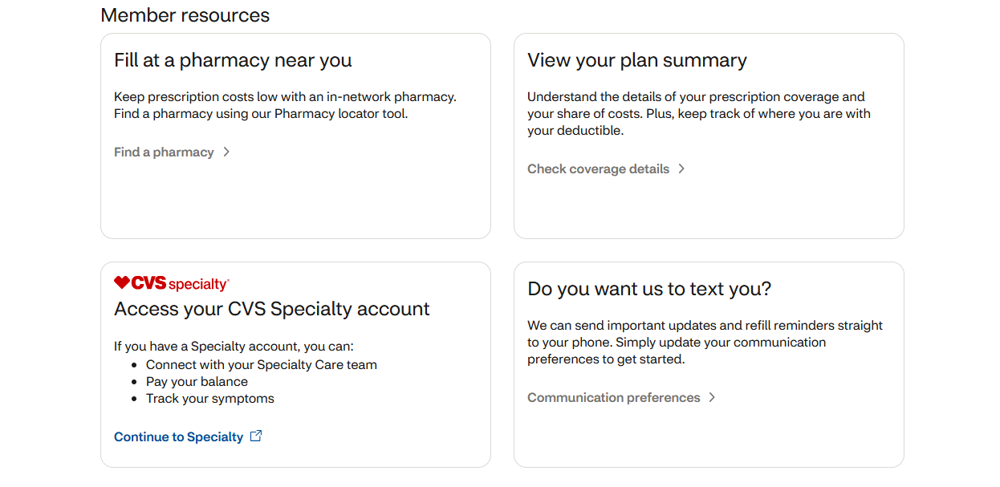 Member resources
Fill at a pharmacy near you
Keep prescription costs low with an in-network pharmacy.
Find a pharmacy using our Pharmacy locator tool.
Find a pharmacy
View your plan summary
Understand the details of your prescription coverage and
your share of costs. Plus, keep track of where you are with
your deductible.
Check coverage details
CVS specialty®
Access your CVS Specialty account
If you have a Specialty account, you can:
• Connect with your Specialty Care team
• Pay your balance
• Track your symptoms
Continue to Specialty
Do you want us to text you?
We can send important updates and refill reminders straight
to your phone. Simply update your communication
preferences to get started.
Communication preferences